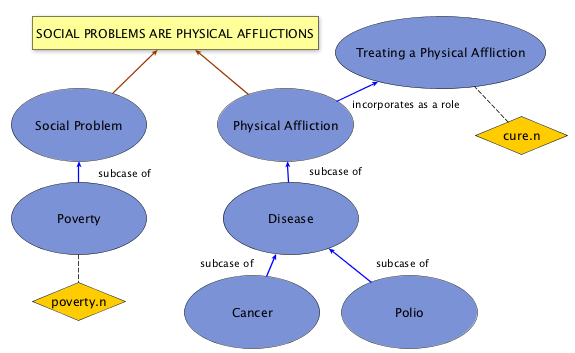 SOCIAL PROBLEMS ARE PHYSICAL AFFLICTIONS
Treating a Physical Affliction
incorporates as a role
Social Problem
Physical Affliction
cure.n
subcase of
subcase of
Poverty
Disease
subcase of
subcase of
poverty.n
Cancer
Polio